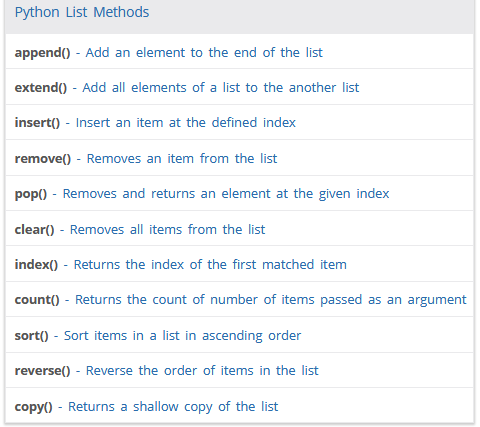 Python List Methods
append() - Add an element to the end of the list
extend() - Add all elements of a list to the another list
insert() - Insert an item at the defined index
remove() - Removes an item from the list
pop() - Removes and returns an element at the given index
clear() - Removes all items from the list
index() - Returns the index of the first matched item
count() - Returns the count of number of items passed as an argument
sort() - Sort items in a list in ascending order
reverse() - Reverse the order of items in the list
copy() - Returns a shallow copy of the list